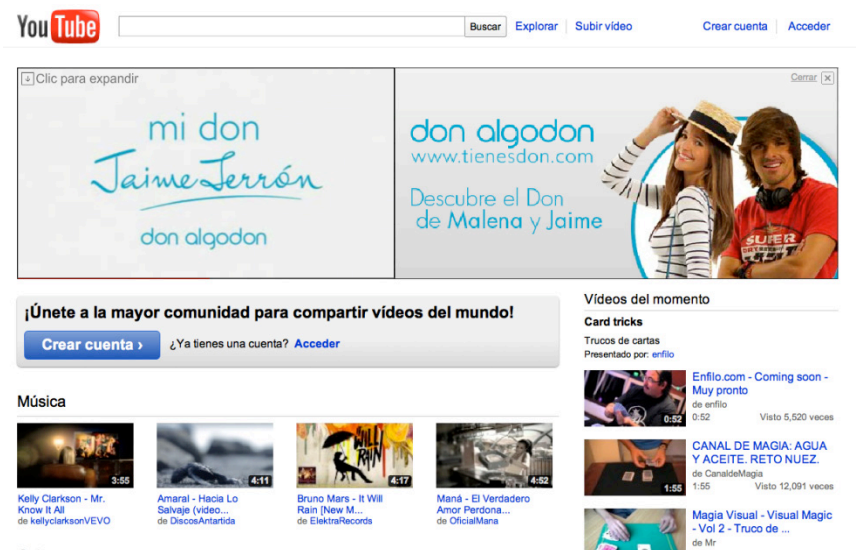 YouTube
Buscar
Explorar
Subir vídeo
Crear cuenta
Acceder
Clic para expandir
mi don
Jaime Terrón
don algodon
Cerrar X
don algodon
www.tienesdon.com
Descubre el Don
de Malena y Jaime
SUPER
¡Únete a la mayor comunidad para compartir vídeos del mundo!
Crear cuenta ›
¿Ya tienes una cuenta? Acceder
Música
3:55
Kelly Clarkson - Mr.
Know It All
de kellyclarksonVEVO
4:11
Amaral - Hacia Lo
Salvaje (video...
de DiscosAntartida
WILL
RAIN
4:17
Bruno Mars - It Will
Rain [New M...
de ElektraRecords
4:52
Maná - El Verdadero
Amor Perdona...
de OficialMana
Vídeos del momento
Card tricks
Trucos de cartas
Presentado por: enfilo
0:52
Enfilo.com - Coming soon -
Muy pronto
de enfilo
0:52 Visto 5,520 veces
1:55
CANAL DE MAGIA: AGUA
Y ACEITE. RETO NUEZ.
de CanaldeMagia
1:55 Visto 12,091 veces
Magia Visual - Visual Magic
- Vol 2 - Truco de ...
de Mr